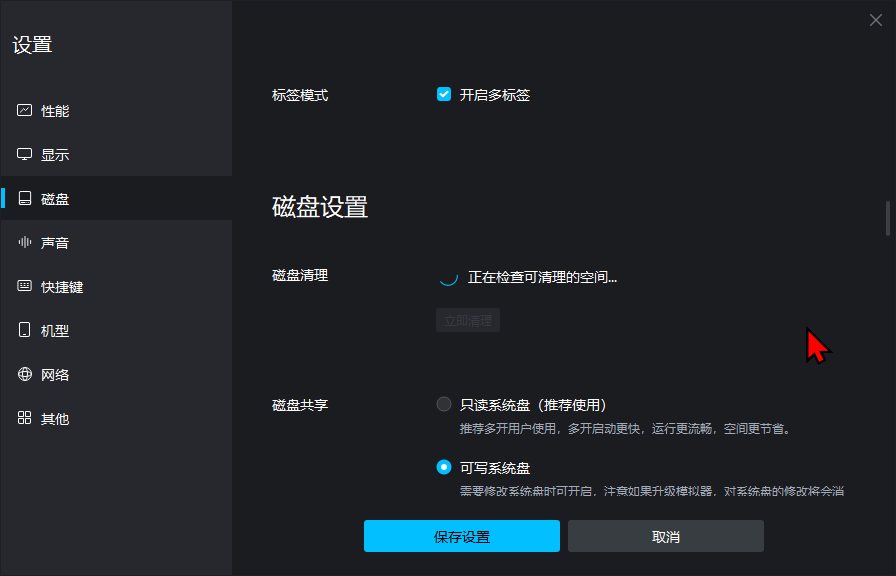 设置
性能
显示
磁盘
声音
快捷键
机型
网络
其他
标签模式
开启多标签
磁盘设置
磁盘清理
正在检查可清理的空间...
立即清理
磁盘共享
只读系统盘（推荐使用）
推荐多开用户使用，多开启动更快，运行更流畅，空间更节省。
可写系统盘
需要修改系统盘时可开启，注意如果升级模拟器，对系统盘的修改将会消
保存设置
取消